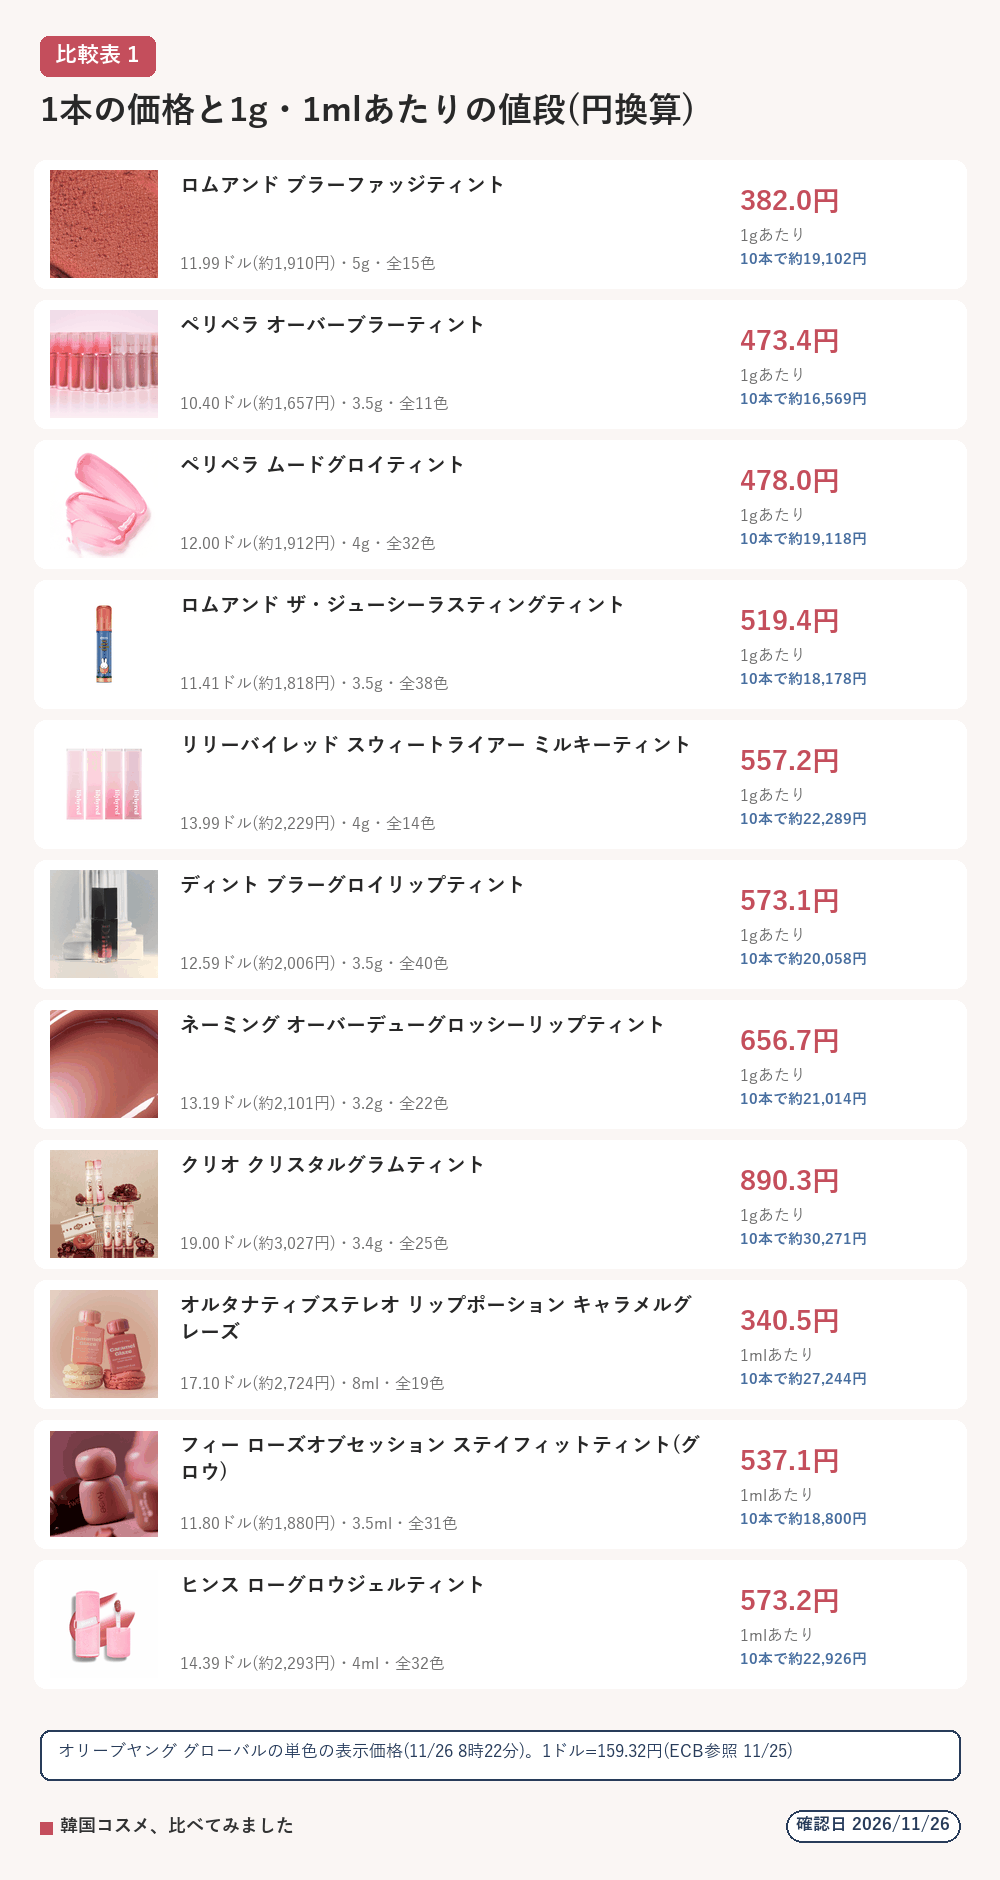 比較表 1
1本の価格と1g・1mlあたりの値段(円換算)
ロムアンド ブラーファッジティント
11.99ドル(約1,910円)・5g・全15色
382.0円
1gあたり
10本で約19,102円
ペリペラ オーバーブラーティント
10.40ドル(約1,657円)・3.5g・全11色
473.4円
1gあたり
10本で約16,569円
ペリペラ ムードグロイティント
12.00ドル(約1,912円)・4g・全32色
478.0円
1gあたり
10本で約19,118円
ロムアンド ザ・ジューシーラスティングティント
11.41ドル(約1,818円)・3.5g・全38色
519.4円
1gあたり
10本で約18,178円
リリーバイレッド スウィートライアー ミルキーティント
13.99ドル(約2,229円)・4g・全14色
557.2円
1gあたり
10本で約22,289円
ディント ブラーグロイリップティント
12.59ドル(約2,006円)・3.5g・全40色
573.1円
1gあたり
10本で約20,058円
ネーミング オーバーデューグロッシーリップティント
13.19ドル(約2,101円)・3.2g・全22色
656.7円
1gあたり
10本で約21,014円
クリオ クリスタルグラムティント
19.00ドル(約3,027円)・3.4g・全25色
890.3円
1gあたり
10本で約30,271円
オルタナティブステレオ リップポーション キャラメルグ
レーズ
17.10ドル(約2,724円)・8ml・全19色
340.5円
1mlあたり
10本で約27,244円
フィー ローズオブセッション ステイフィットティント(グ
ロウ)
11.80ドル(約1,880円)・3.5ml・全31色
537.1円
1mlあたり
10本で約18,800円
ヒンス ローグロウジェルティント
14.39ドル(約2,293円)・4ml・全32色
573.2円
1mlあたり
10本で約22,926円
オリーブヤング グローバルの単色の表示価格(11/26 8時22分)。1ドル=159.32円(ECB参照 11/25)
韓国コスメ、比べてみました
確認日 2026/11/26